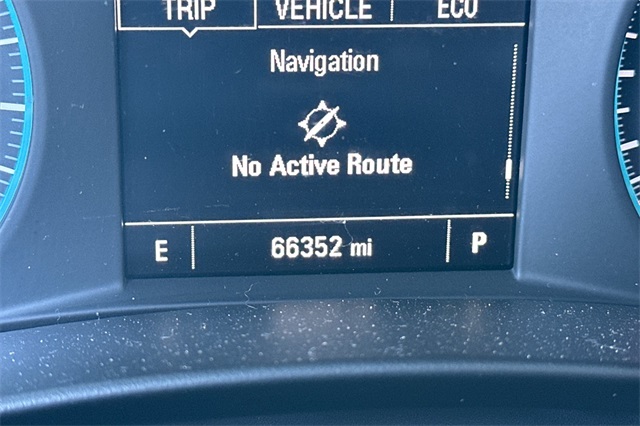 TRIP VEHICLE ECO
Navigation
No Active Route
E 66352 mi P